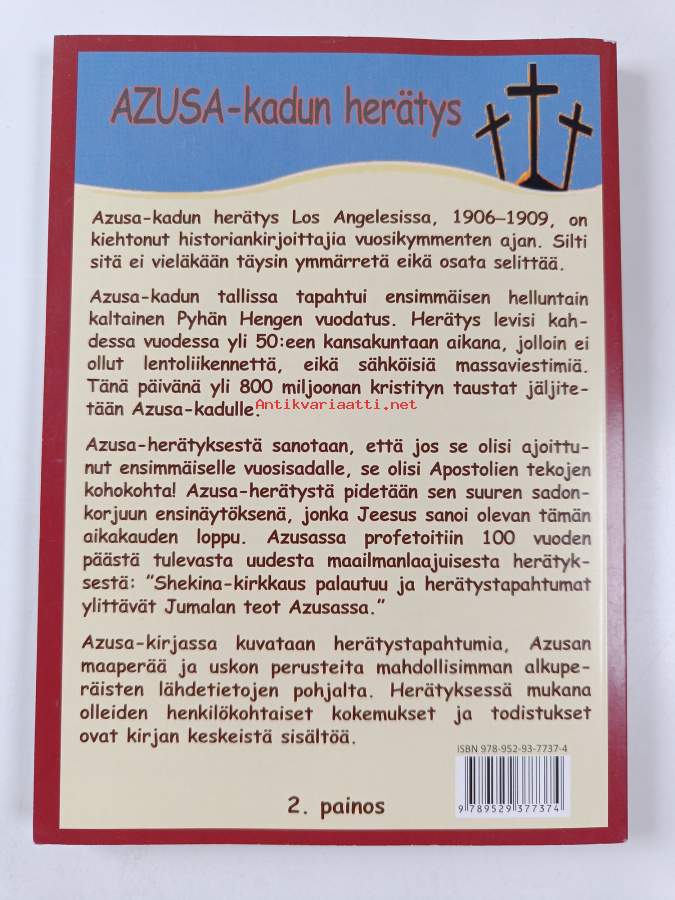 AZUSA-kadun herätys
Azusa-kadun herätys Los Angelesissa, 1906–1909, on
kiehtonut historiankirjoittajia vuosikymmenten ajan. Silti
sitä ei vieläkään täysin ymmärretä eikä osata selittää.
Azusa-kadun tallissa tapahtui ensimmäisen helluntain
kaltainen Pyhän Hengen vuodatus. Herätys levisi kah-
dessa vuodessa yli 50:een kansakuntaan aikana, jolloin ei
ollut lentoliikennettä, eikä sähköisiä massaviestimiä.
Tänä päivänä yli 800 miljoonan kristityn taustat jäljite-
tään Azusa-kadulle.
Antikvariaatti.net
Azusa-herätyksestä sanotaan, että jos se olisi ajoittu-
nut ensimmäiselle vuosisadalle, se olisi Apostolien tekojen
kohokohta! Azusa-herätystä pidetään sen suuren sadon-
korjuun ensinäytöksenä, jonka Jeesus sanoi olevan tämän
aikakauden loppu. Azusassa profetoitiin 100 vuoden
päästä tulevasta uudesta maailmanlaajuisesta herätyk-
sestä: ”Shekina-kirkkaus palautuu ja herätystapahtumat
ylittävät Jumalan teot Azusassa.”
Azusa-kirjassa kuvataan herätystapahtumia, Azusan
maaperää ja uskon perusteita mahdollisimman alkupe-
räisten lähdetietojen pohjalta. Herätyksessä mukana
olleiden henkilökohtaiset kokemukset ja todistukset
ovat kirjan keskeistä sisältöä.
ISBN 978-952-93-7737-4
9 789529 377374
2. painos